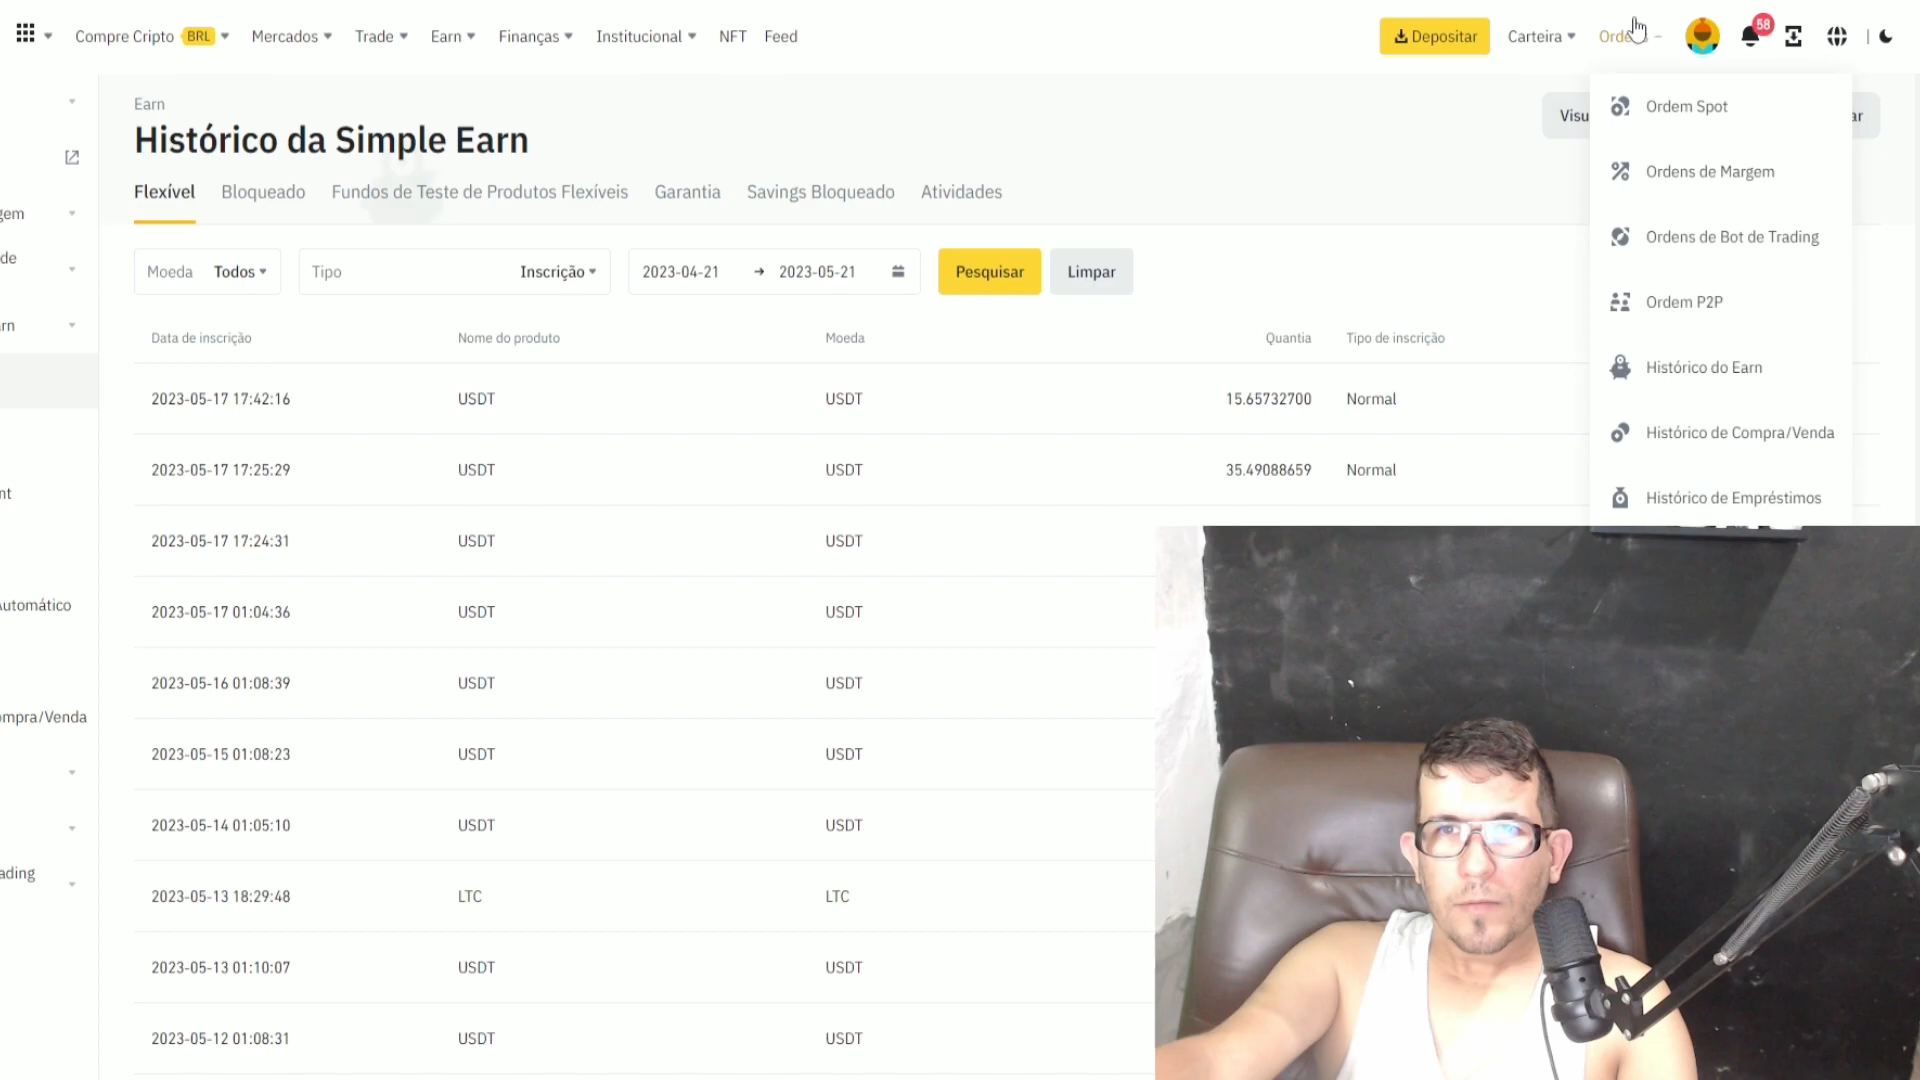 Compre Cripto BRL Mercados Trade Earn Finanças Institucional NFT Feed Depositar Carteira 58
Earn
Histórico da Simple Earn
Flexível Bloqueado Fundos de Teste de Produtos Flexíveis Garantia Savings Bloqueado Atividades
Moeda Todos Tipo Inscrição 2023-04-21 → 2023-05-21 Pesquisar Limpar
Data de inscrição Nome do produto Moeda Quantia Tipo de inscrição
2023-05-17 17:42:16 USDT USDT 15.65732700 Normal
2023-05-17 17:25:29 USDT USDT 35.49088659 Normal
2023-05-17 17:24:31 USDT USDT
2023-05-17 01:04:36 USDT USDT
2023-05-16 01:08:39 USDT USDT
2023-05-15 01:08:23 USDT USDT
2023-05-14 01:05:10 USDT USDT
2023-05-13 18:29:48 LTC LTC
2023-05-13 01:10:07 USDT USDT
2023-05-12 01:08:31 USDT USDT
Ordem Spot
Ordens de Margem
Ordens de Bot de Trading
Ordem P2P
Histórico do Earn
Histórico de Compra/Venda
Histórico de Empréstimos